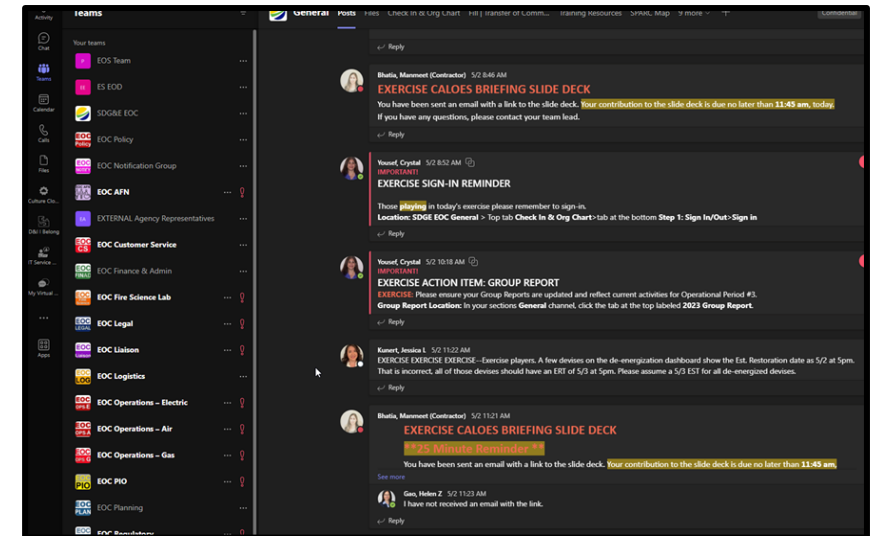 Activity
Chat
Teams
Calendar
Calls
Files
Culture Clo...
D&I | Belong
IT Service ...
My Virtual ...
Apps
Teams
Your teams
EOS Team
ES EOD
SDG&E EOC
EOC Policy
EOC Notification Group
EOC AFN
EXTERNAL Agency Representatives
EOC Customer Service
EOC Finance & Admin
EOC Fire Science Lab
EOC Legal
EOC Liaison
EOC Logistics
EOC Operations – Electric
EOC Operations – Air
EOC Operations – Gas
EOC PIO
EOC Planning
EOC Regulatory
General Posts Files Check In & Org Chart Fill | Transfer of Comm... Training Resources SPARC Map 9 more
Confidential
Reply
Bhatia, Manmeet (Contractor) 5/2 8:46 AM
EXERCISE CALOES BRIEFING SLIDE DECK
You have been sent an email with a link to the slide deck. Your contribution to the slide deck is due no later than 11:45 am, today.
If you have any questions, please contact your team lead.
Reply
Yousef, Crystal 5/2 8:52 AM
IMPORTANT!
EXERCISE SIGN-IN REMINDER
Those playing in today's exercise please remember to sign-in.
Location: SDGE EOC General > Top tab Check In & Org Chart>tab at the bottom Step 1: Sign In/Out>Sign in
Reply
Yousef, Crystal 5/2 10:18 AM
IMPORTANT!
EXERCISE ACTION ITEM: GROUP REPORT
EXERCISE: Please ensure your Group Reports are updated and reflect current activities for Operational Period #3.
Group Report Location: In your sections General channel, click the tab at the top labeled 2023 Group Report.
Reply
Kunert, Jessica L 5/2 11:22 AM
EXERCISE EXERCISE EXERCISE EXERCISE--Exercise players. A few devises on the de-energization dashboard show the Est. Restoration date as 5/2 at 5pm.
That is incorrect, all of those devises should have an ERT of 5/3 at 5pm. Please assume a 5/3 EST for all de-energized devises.
Reply
Bhatia, Manmeet (Contractor) 5/2 11:21 AM
EXERCISE CALOES BRIEFING SLIDE DECK
**25 Minute Reminder **
You have been sent an email with a link to the slide deck. Your contribution to the slide deck is due no later than 11:45 am,
See more
Gao, Helen Z 5/2 11:23 AM
I have not received an email with the link.
Reply